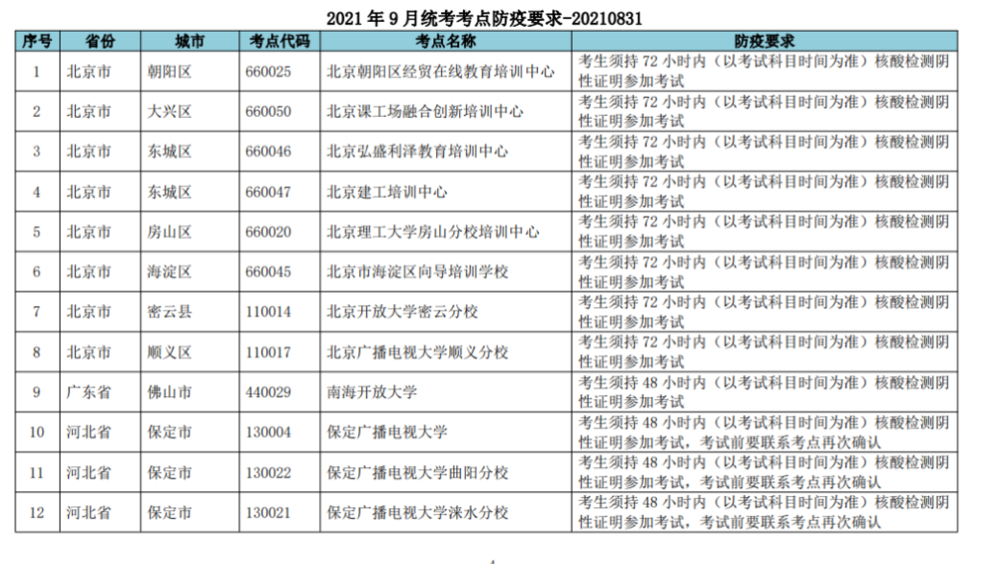 2021 年 9 月统考考点防疫要求-20210831
序号 省份 城市 考点代码 考点名称 防疫要求
1 北京市 朝阳区 660025 北京朝阳区经贸在线教育培训中心 考生须持 72 小时内（以考试科目时间为准）核酸检测阴
性证明参加考试
2 北京市 大兴区 660050 北京课工场融合创新培训中心 考生须持 72 小时内（以考试科目时间为准）核酸检测阴
性证明参加考试
3 北京市 东城区 660046 北京弘盛利泽教育培训中心 考生须持 72 小时内（以考试科目时间为准）核酸检测阴
性证明参加考试
4 北京市 东城区 660047 北京建工培训中心 考生须持 72 小时内（以考试科目时间为准）核酸检测阴
性证明参加考试
5 北京市 房山区 660020 北京理工大学房山分校培训中心 考生须持 72 小时内（以考试科目时间为准）核酸检测阴
性证明参加考试
6 北京市 海淀区 660045 北京市海淀区向导培训学校 考生须持 72 小时内（以考试科目时间为准）核酸检测阴
性证明参加考试
7 北京市 密云县 110014 北京开放大学密云分校 考生须持 72 小时内（以考试科目时间为准）核酸检测阴
性证明参加考试
8 北京市 顺义区 110017 北京广播电视大学顺义分校 考生须持 72 小时内（以考试科目时间为准）核酸检测阴
性证明参加考试
9 广东省 佛山市 440029 南海开放大学 考生须持 48 小时内（以考试科目时间为准）核酸检测阴
性证明参加考试
10 河北省 保定市 130004 保定广播电视大学 考生须持 48 小时内（以考试科目时间为准）核酸检测阴
性证明参加考试，考试前要联系考点再次确认
11 河北省 保定市 130022 保定广播电视大学曲阳分校 考生须持 48 小时内（以考试科目时间为准）核酸检测阴
性证明参加考试，考试前要联系考点再次确认
12 河北省 保定市 130021 保定广播电视大学涞水分校 考生须持 48 小时内（以考试科目时间为准）核酸检测阴
性证明参加考试，考试前要联系考点再次确认